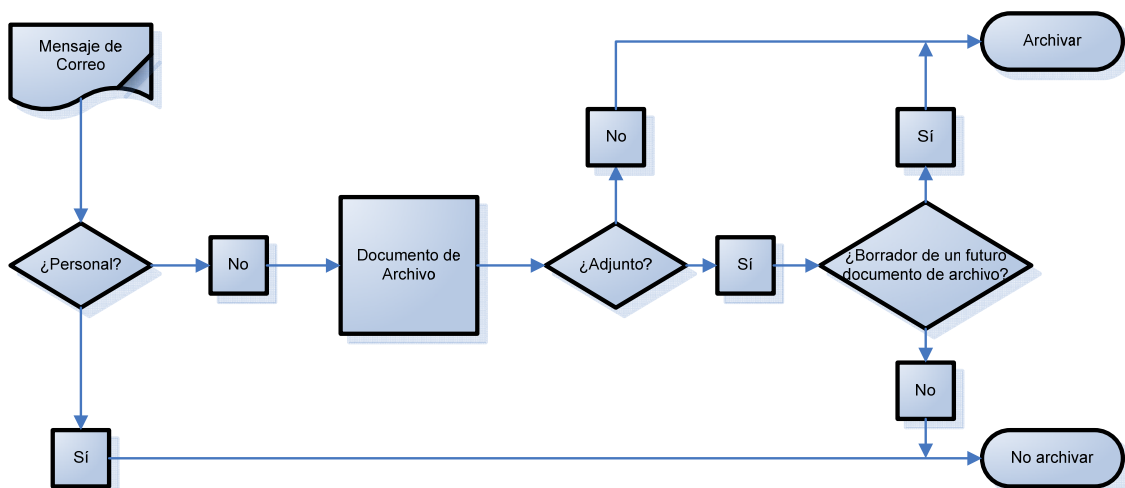 Mensaje de
Correo
Archivar
No
Sí
¿Personal?
No
Documento de
Archivo
¿Adjunto?
Sí
¿Borrador de un futuro
documento de archivo?
No
Sí
No archivar